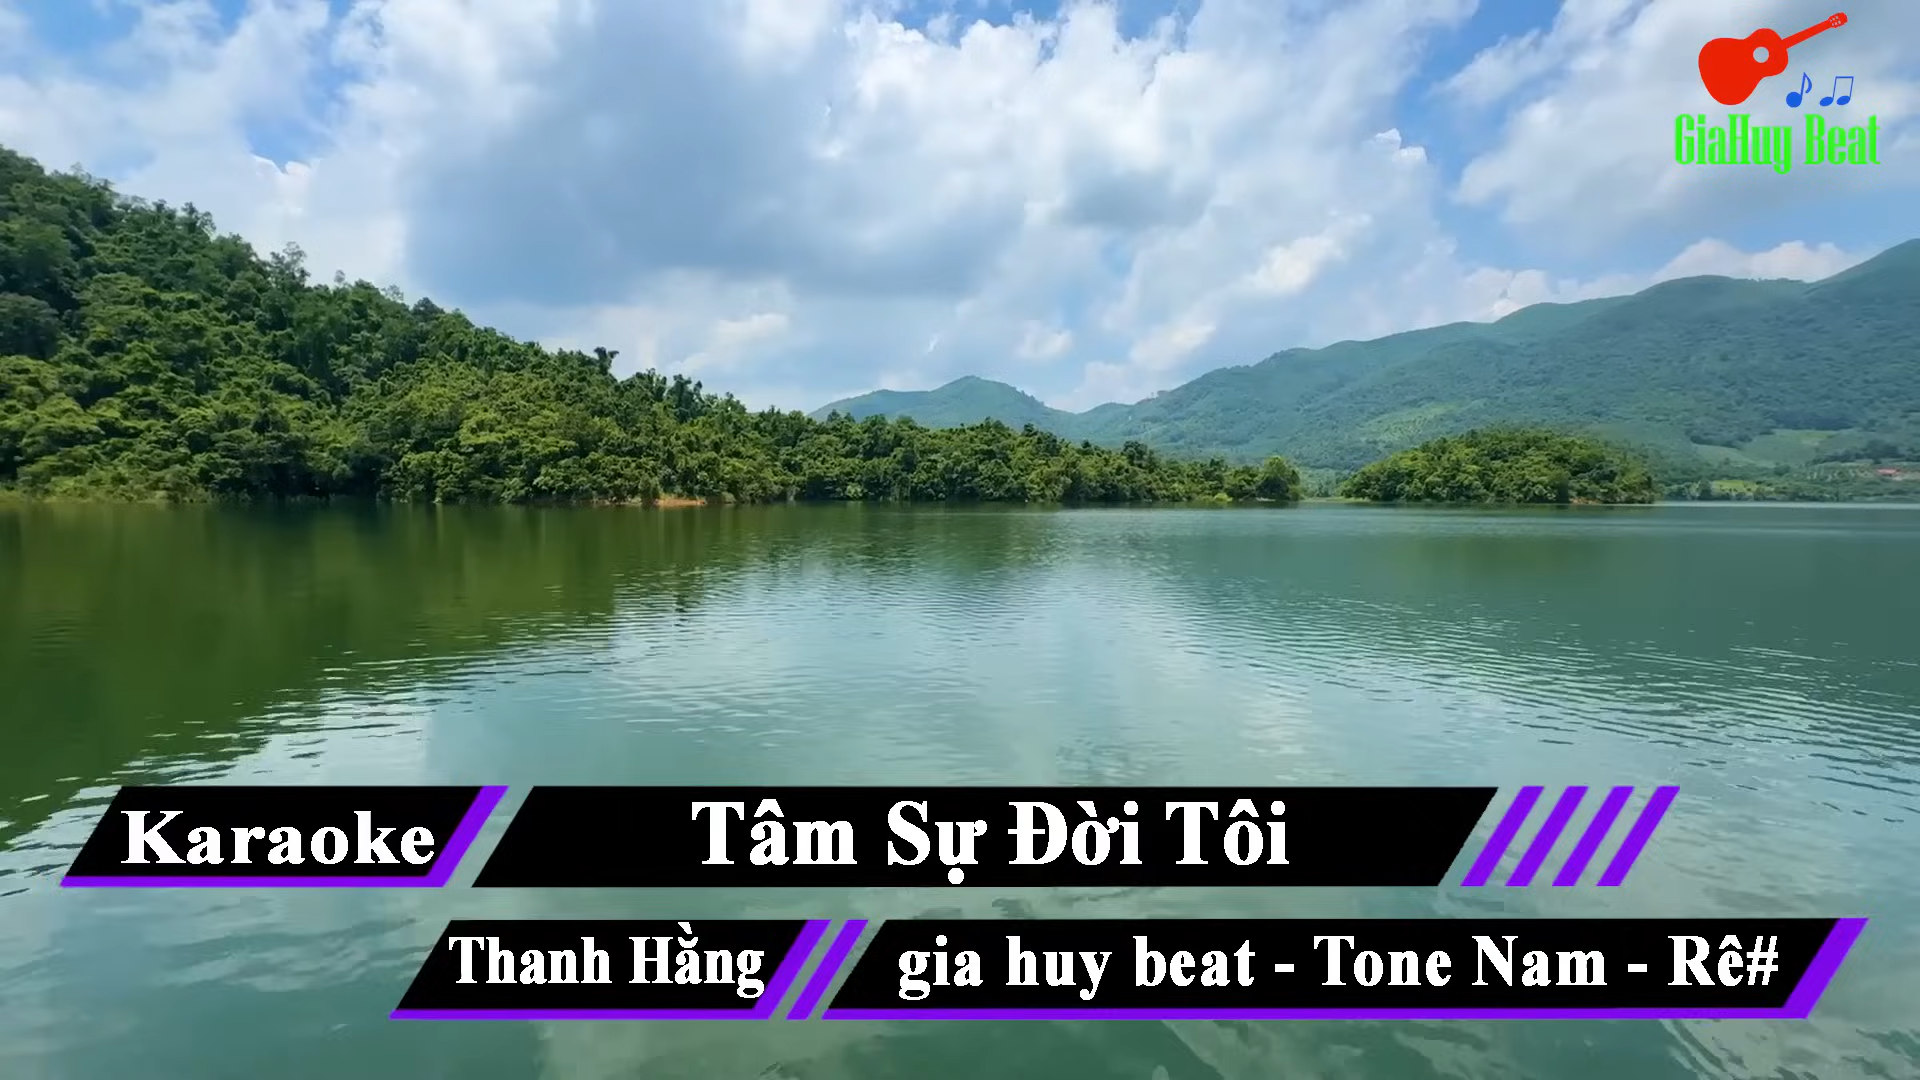 GiaHuy Beat
Karaoke
Tâm Sự Đời Tôi
Thanh Hằng
gia huy beat - Tone Nam - Rê#